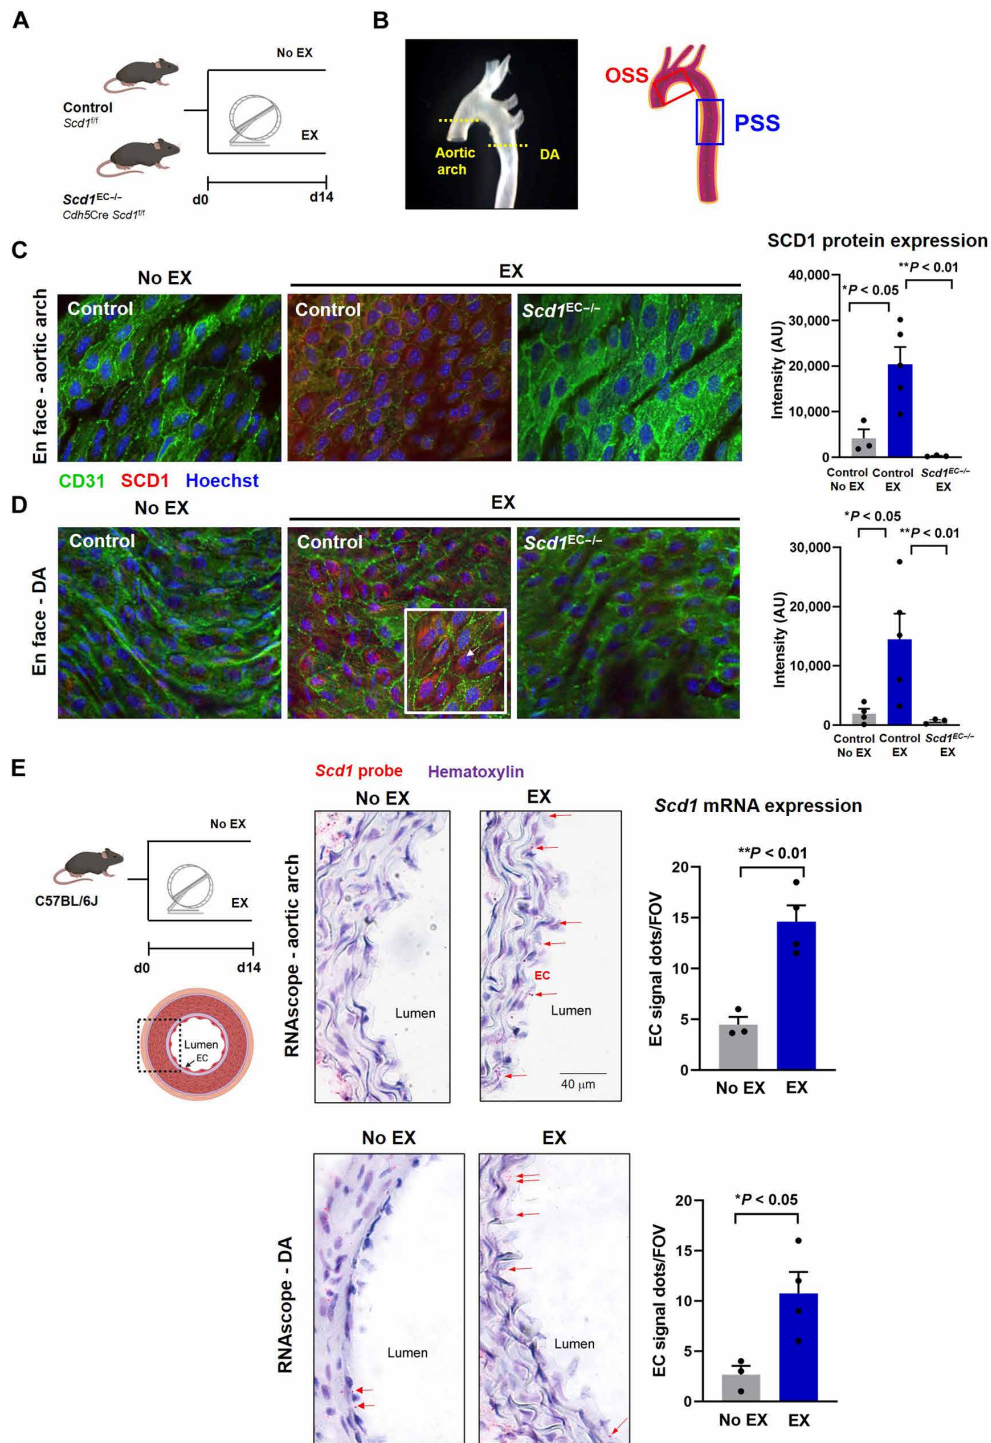 A
No EX
Control
Scd1f/f
EX
Scd1EC–/–
Cdh5Cre Scd1f/f
d0
d14
B
Aortic
arch
DA
OSS
PSS
C
No EX
EX
En face - aortic arch
Control
Control
Scd1EC–/–
CD31 SCD1 Hoechst
SCD1 protein expression
Intensity (AU)
40,000
30,000
20,000
10,000
0
*P < 0.05
**P < 0.01
Control Control Scd1EC–/–
No EX EX EX
D
No EX
EX
En face - DA
Control
Control
Scd1EC–/–
Intensity (AU)
30,000
20,000
10,000
0
*P < 0.05
**P < 0.01
Control Control Scd1EC–/–
No EX EX EX
E
No EX
C57BL/6J
EX
d0
d14
Lumen
EC
Scd1 probe Hematoxylin
No EX
EX
RNAscope - aortic arch
Lumen
EC
Lumen
40 μm
Scd1 mRNA expression
EC signal dots/FOV
20
15
10
5
0
**P < 0.01
No EX EX
No EX
EX
RNAscope - DA
Lumen
Lumen
EC signal dots/FOV
20
15
10
5
0
*P < 0.05
No EX EX